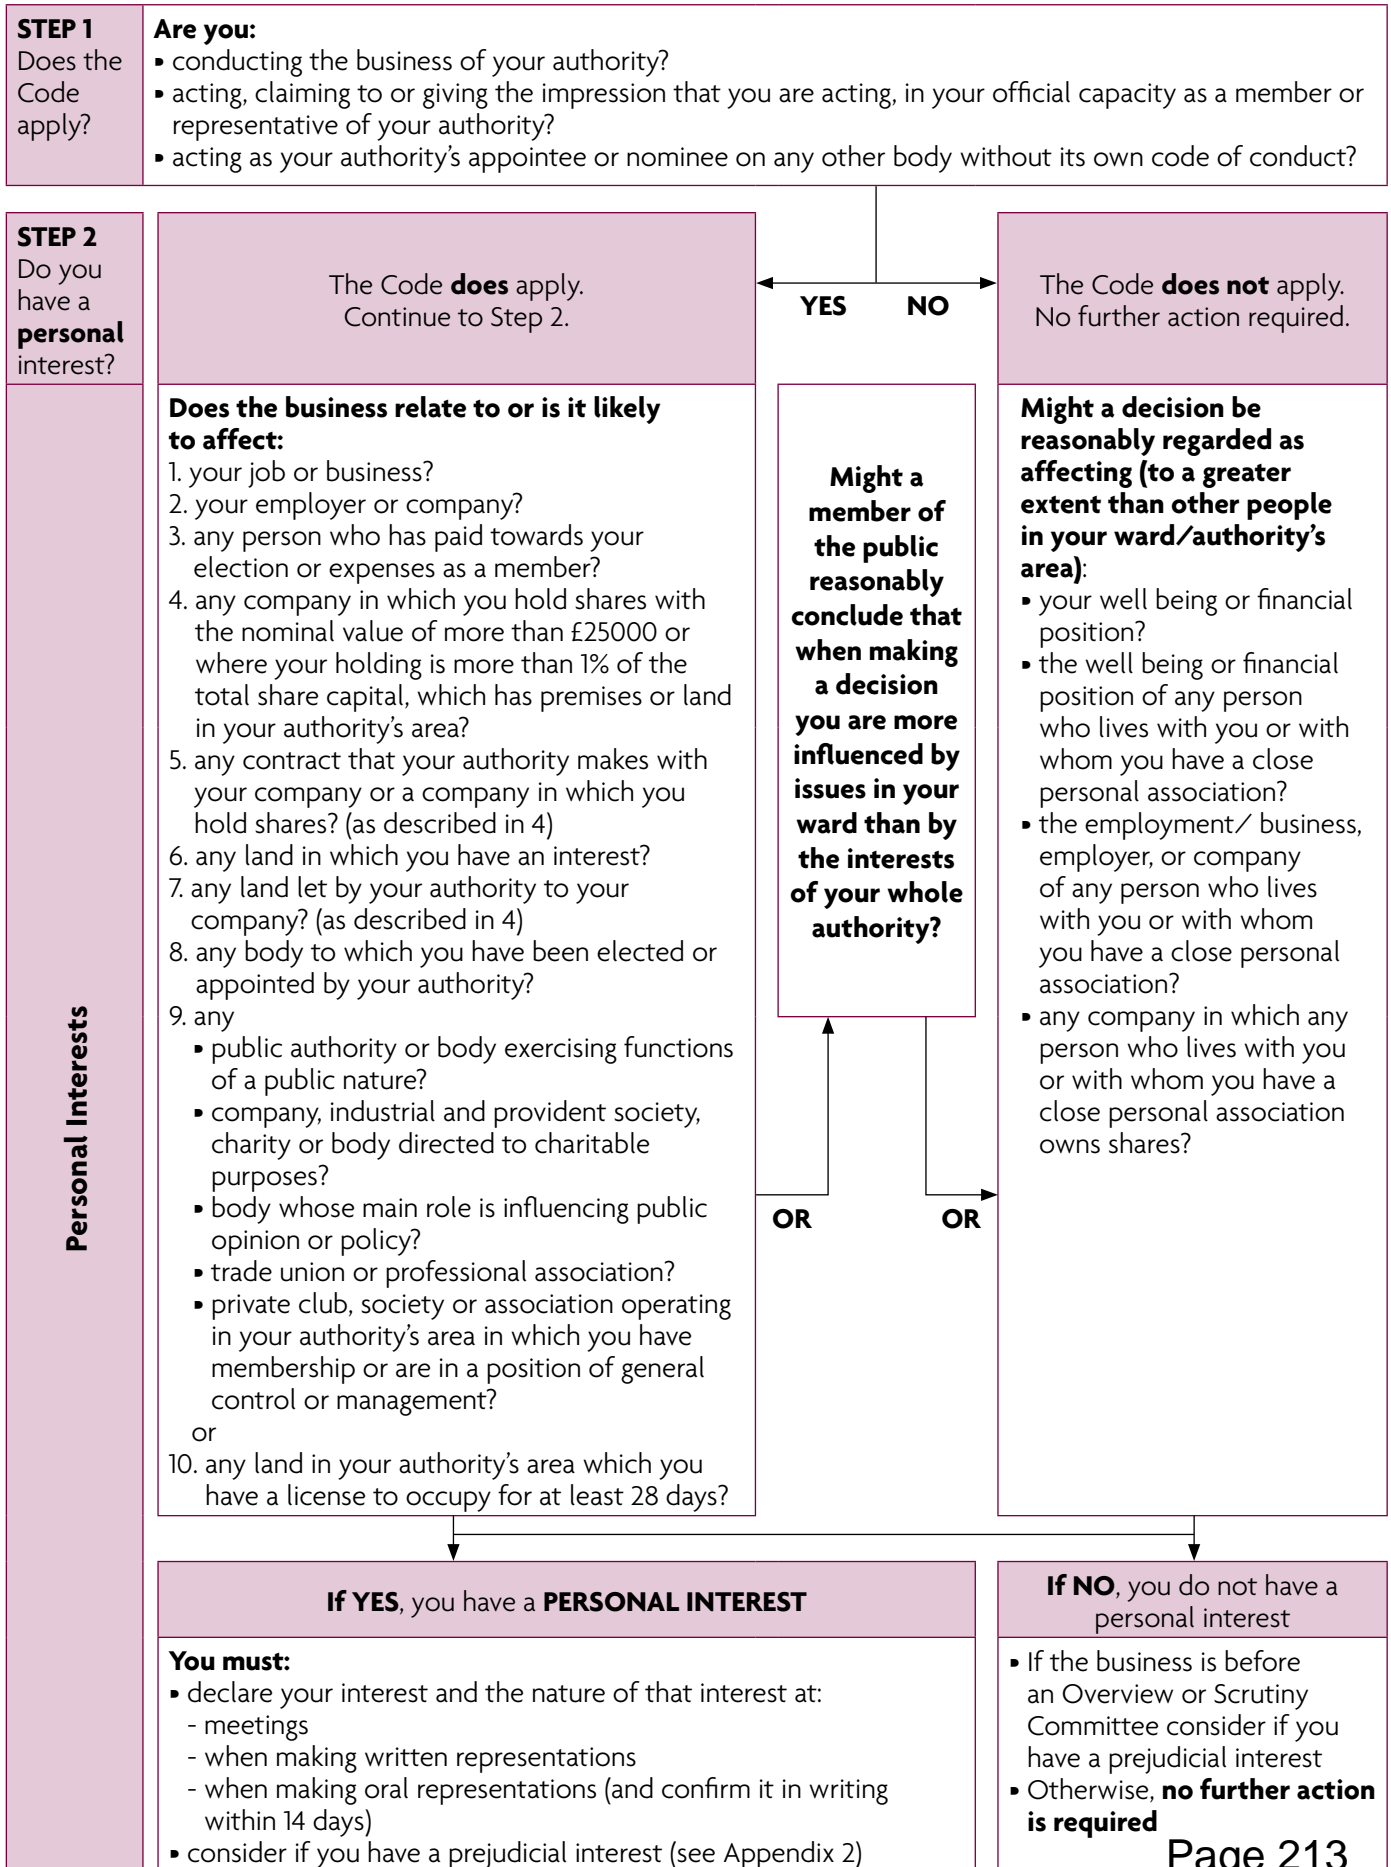 STEP 1
Does the
Code
apply?
Are you:
• conducting the business of your authority?
• acting, claiming to or giving the impression that you are acting, in your official capacity as a member or
representative of your authority?
• acting as your authority’s appointee or nominee on any other body without its own code of conduct?
STEP 2
Do you
have a
personal
interest?
The Code does apply.
Continue to Step 2.
YES
NO
The Code does not apply.
No further action required.
Personal Interests
Does the business relate to or is it likely
to affect:
1. your job or business?
2. your employer or company?
3. any person who has paid towards your
election or expenses as a member?
4. any company in which you hold shares with
the nominal value of more than £25000 or
where your holding is more than 1% of the
total share capital, which has premises or land
in your authority’s area?
5. any contract that your authority makes with
your company or a company in which you
hold shares? (as described in 4)
6. any land in which you have an interest?
7. any land let by your authority to your
company? (as described in 4)
8. any body to which you have been elected or
appointed by your authority?
9. any
• public authority or body exercising functions
of a public nature?
• company, industrial and provident society,
charity or body directed to charitable
purposes?
• body whose main role is influencing public
opinion or policy?
• trade union or professional association?
• private club, society or association operating
in your authority’s area in which you have
membership or are in a position of general
control or management?
or
10. any land in your authority’s area which you
have a license to occupy for at least 28 days?
OR
Might a
member of
the public
reasonably
conclude that
when making
a decision
you are more
influenced by
issues in your
ward than by
the interests
of your whole
authority?
OR
Might a decision be
reasonably regarded as
affecting (to a greater
extent than other people
in your ward/authority’s
area):
• your well being or financial
position?
• the well being or financial
position of any person
who lives with you or with
whom you have a close
personal association?
• the employment/ business,
employer, or company
of any person who lives
with you or with whom
you have a close personal
association?
• any company in which any
person who lives with you
or with whom you have a
close personal association
owns shares?
If YES, you have a PERSONAL INTEREST
You must:
• declare your interest and the nature of that interest at:
- meetings
- when making written representations
- when making oral representations (and confirm it in writing
within 14 days)
• consider if you have a prejudicial interest (see Appendix 2)
If NO, you do not have a
personal interest
• If the business is before
an Overview or Scrutiny
Committee consider if you
have a prejudicial interest
• Otherwise, no further action
is required
Page 213